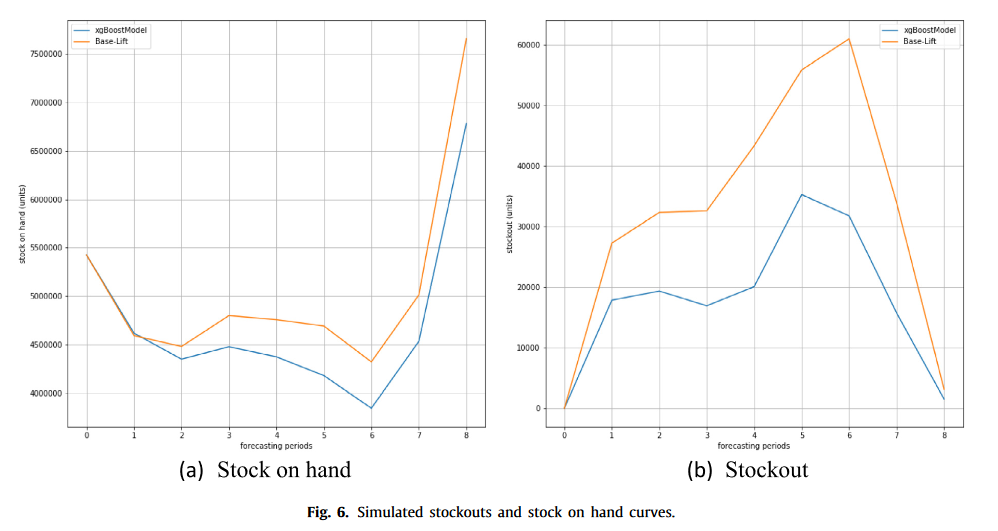 xgBoostModel
Base-Lift
7500000
7000000
6500000
6000000
5500000
5000000
4500000
4000000
stock on hand (units)
0 1 2 3 4 5 6 7 8
forecasting periods
(a) Stock on hand
xgBoostModel
Base-Lift
60000
50000
40000
30000
20000
10000
0
stockout (units)
0 1 2 3 4 5 6 7 8
forecasting periods
(b) Stockout
Fig. 6. Simulated stockouts and stock on hand curves.